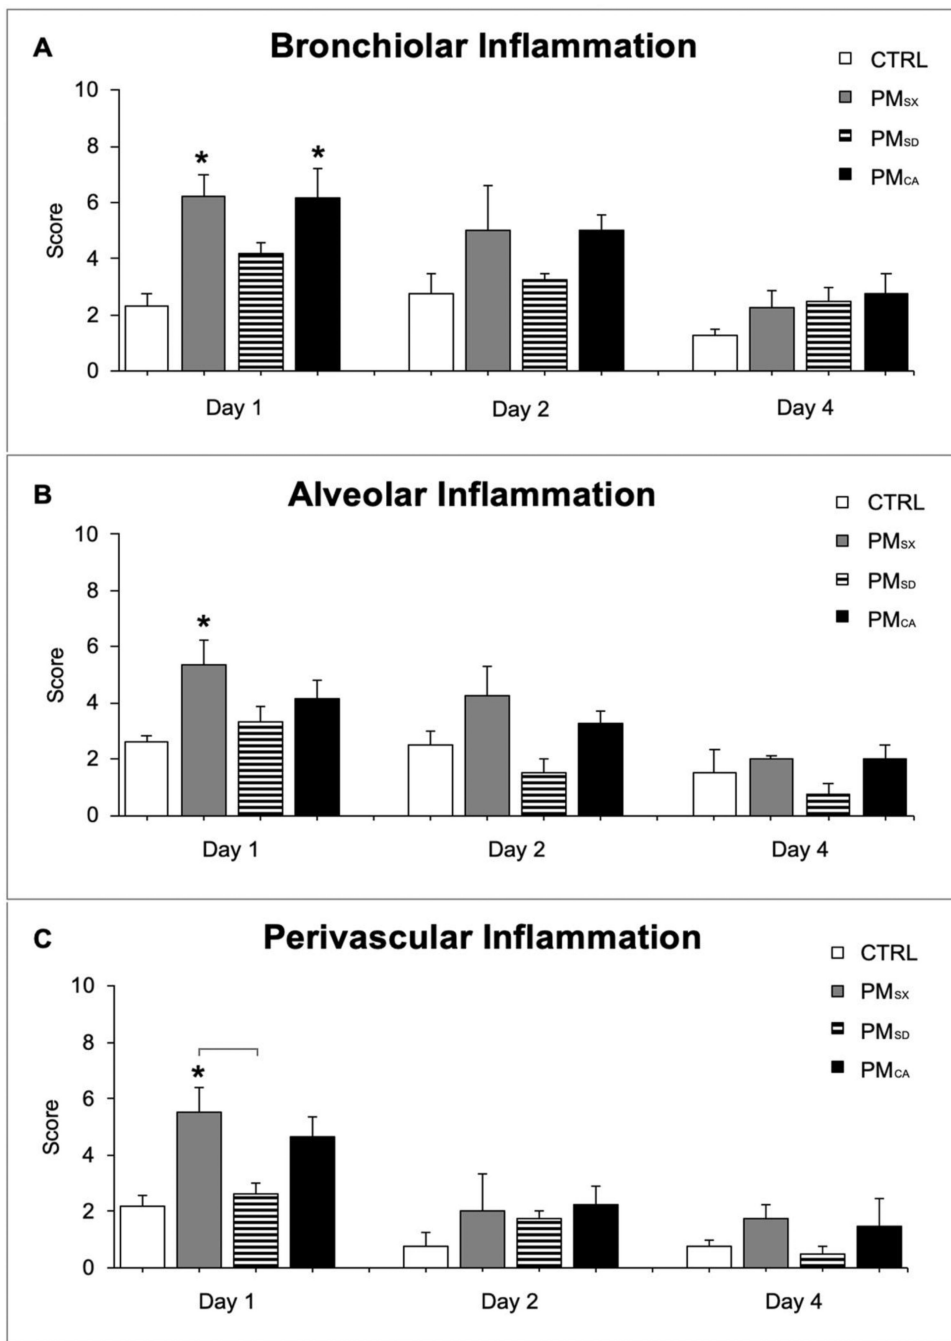 A
Bronchiolar Inflammation
CTRL
PMSX
PMSD
PMCA
10
8
6
4
2
0
Score
*
*
Day 1
Day 2
Day 4
B
Alveolar Inflammation
CTRL
PMSX
PMSD
PMCA
10
8
6
4
2
0
Score
*
Day 1
Day 2
Day 4
C
Perivascular Inflammation
CTRL
PMSX
PMSD
PMCA
10
8
6
4
2
0
Score
*
Day 1
Day 2
Day 4